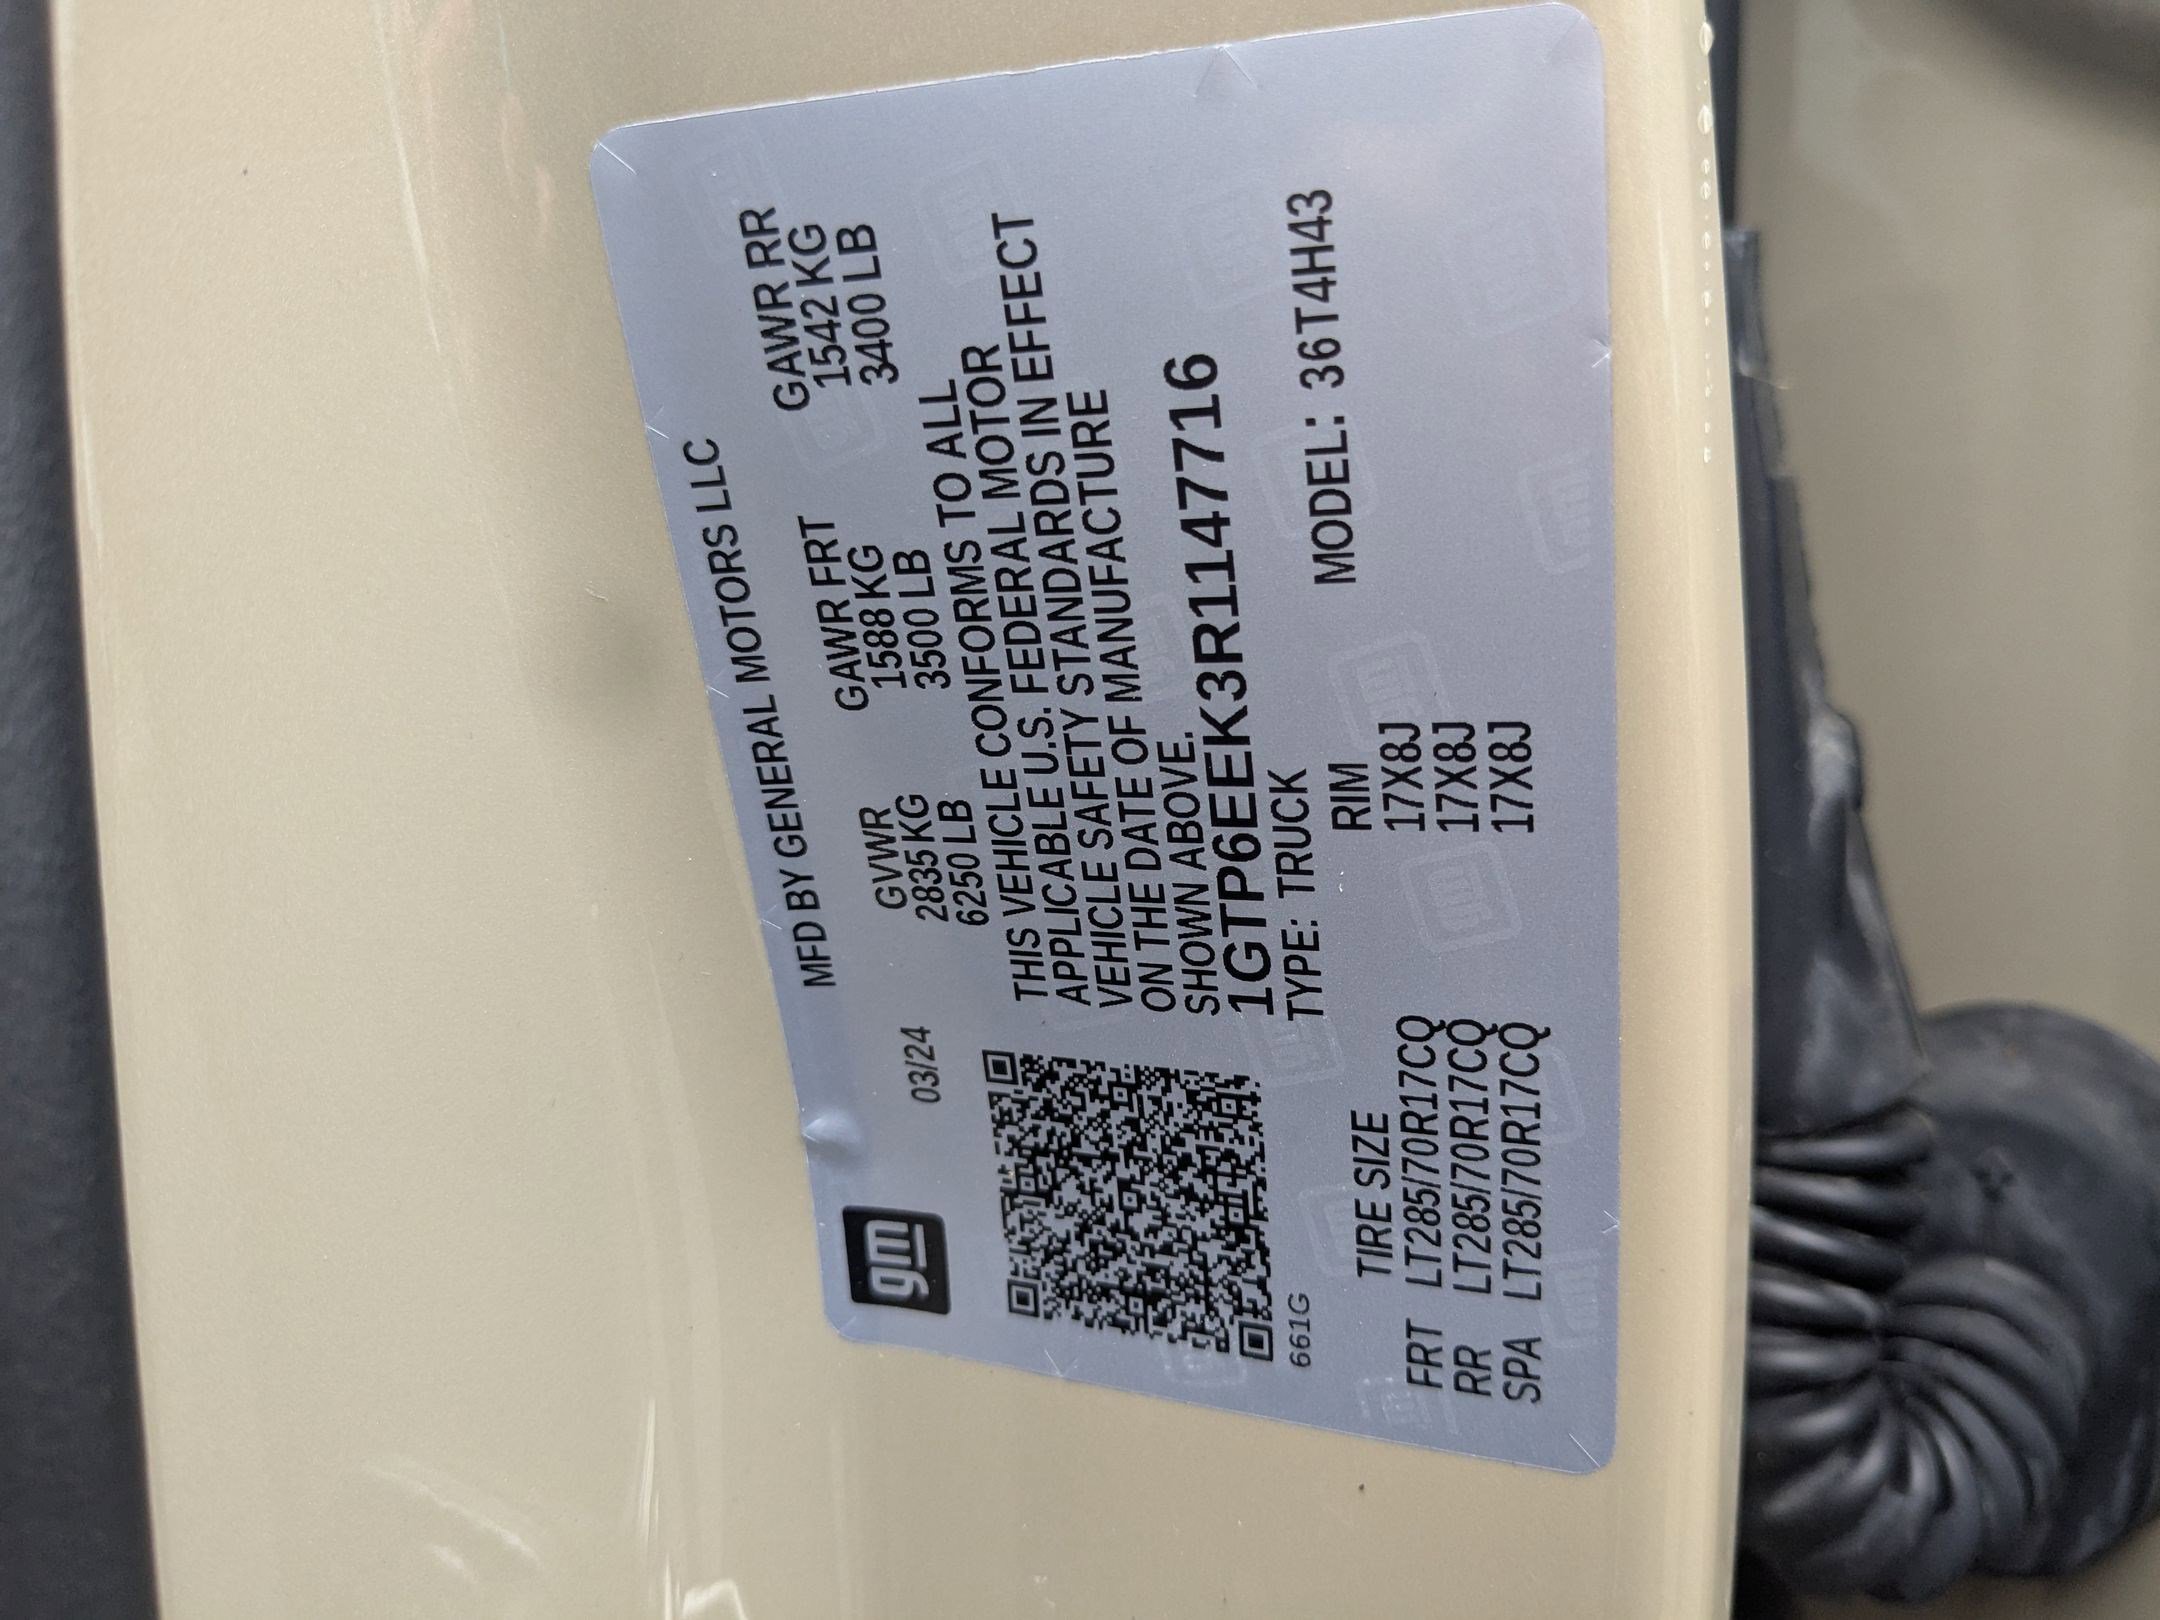 MFD BY GENERAL MOTORS LLC
gm
03/24 GVWR GAWR FRT GAWR RR
2835 KG 1588 KG 1542 KG
6250 LB 3500 LB 3400 LB
THIS VEHICLE CONFORMS TO ALL
APPLICABLE U.S. FEDERAL MOTOR
VEHICLE SAFETY STANDARDS IN EFFECT
ON THE DATE OF MANUFACTURE
SHOWN ABOVE.
1GTP6EEK3R1147716
661G
TYPE: TRUCK MODEL: 36T4H43
TIRE SIZE RIM
FRT LT285/70R17CQ 17X8J
RR LT285/70R17CQ 17X8J
SPA LT285/70R17CQ 17X8J